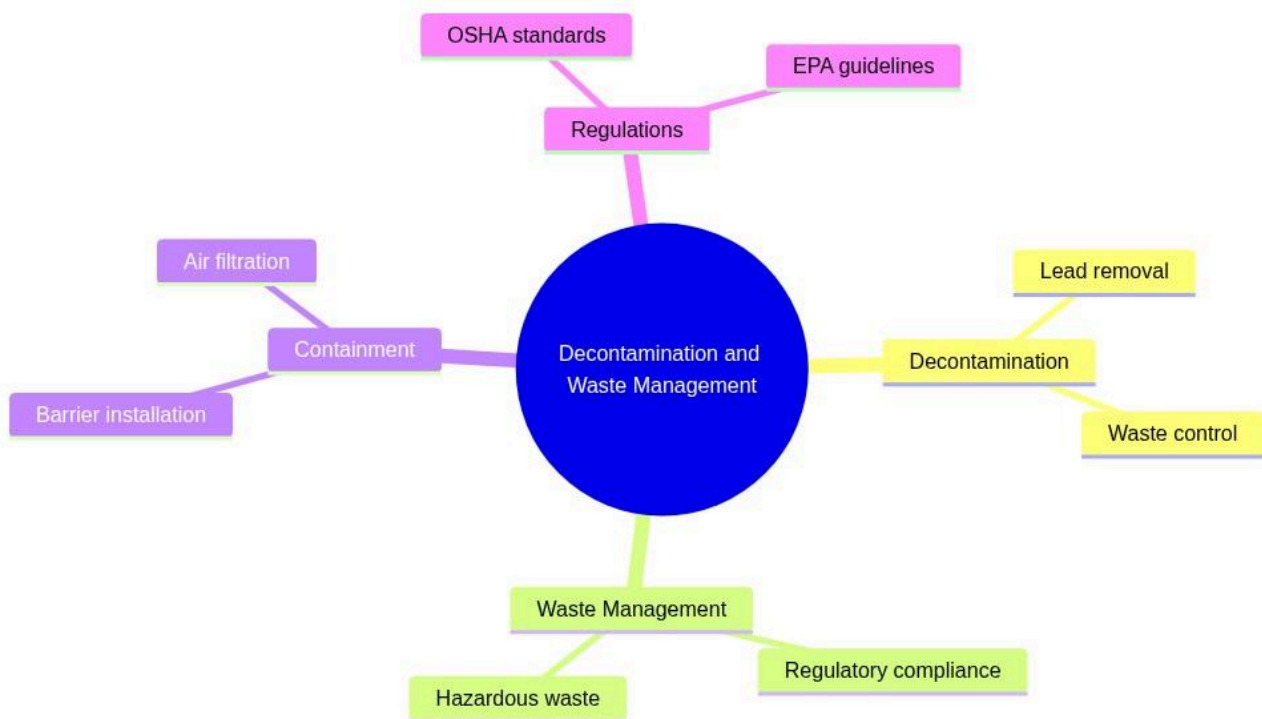 OSHA standards
EPA guidelines
Regulations
Air filtration
Lead removal
Containment
Decontamination and
Waste Management
Decontamination
Barrier installation
Waste control
Waste Management
Regulatory compliance
Hazardous waste